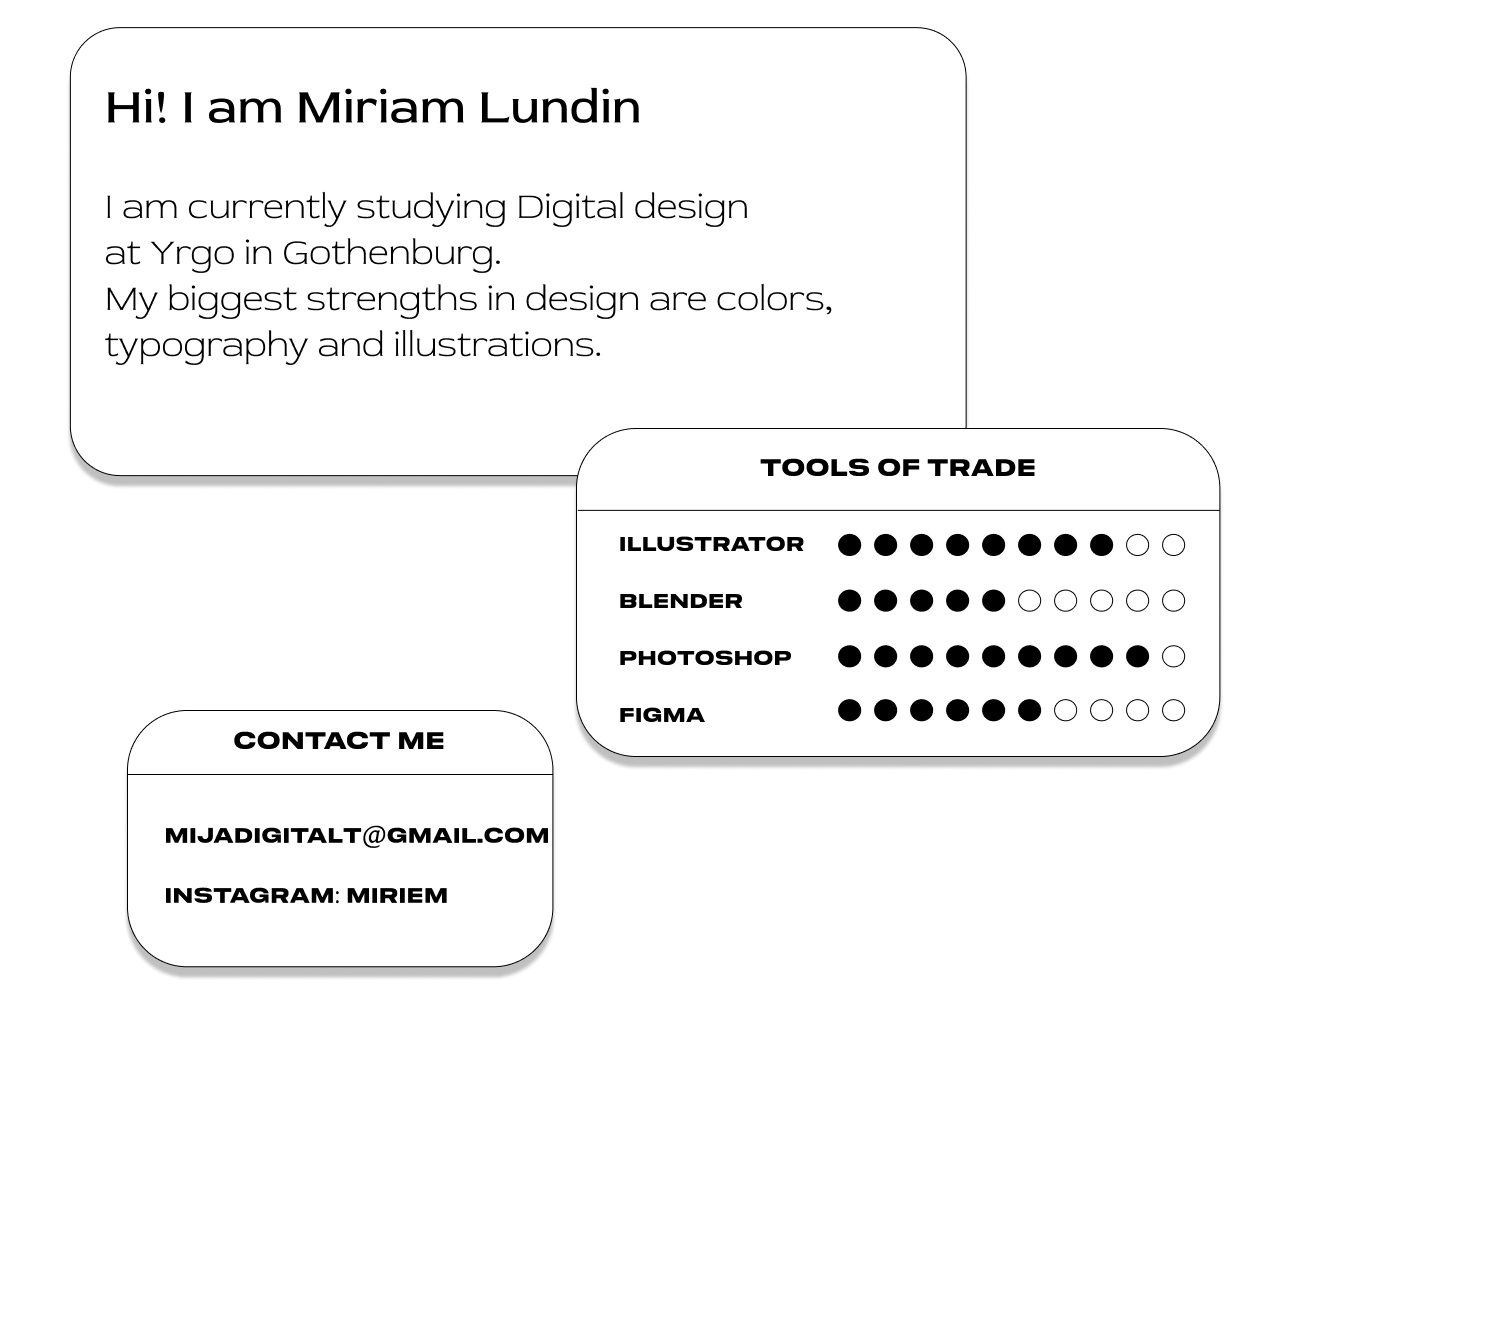 Hi! I am Miriam Lundin
I am currently studying Digital design
at Yrgo in Gothenburg.
My biggest strengths in design are colors,
typography and illustrations.
TOOLS OF TRADE
ILLUSTRATOR
BLENDER
PHOTOSHOP
FIGMA
CONTACT ME
MIJADIGITALT@GMAIL.COM
INSTAGRAM: MIRIEM